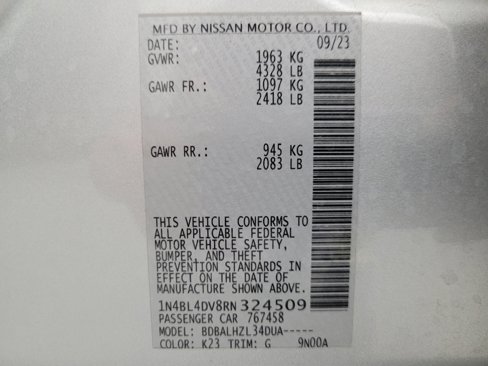 MFD BY NISSAN MOTOR CO., LTD.
DATE: 09/23
GVWR: 1963 KG
4328 LB
GAWR FR.: 1097 KG
2418 LB
GAWR RR.: 945 KG
2083 LB
THIS VEHICLE CONFORMS TO
ALL APPLICABLE FEDERAL
MOTOR VEHICLE SAFETY,
BUMPER, AND THEFT
PREVENTION STANDARDS IN
EFFECT ON THE DATE OF
MANUFACTURE SHOWN ABOVE.
1N4BL4DV8RN324509
PASSENGER CAR 767458
MODEL: BDBALHZL34DUA-----
COLOR: K23 TRIM: G 9N00A